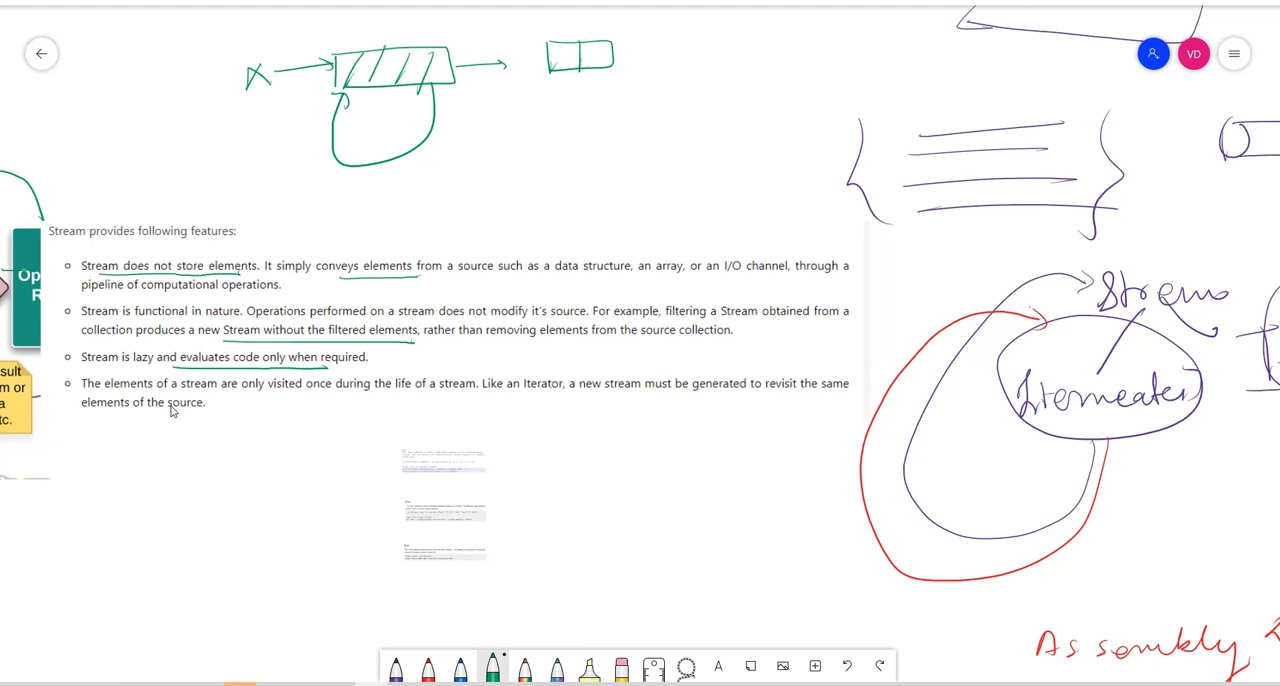 VD
Stream provides following features:
Stream does not store elements. It simply conveys elements from a source such as a data structure, an array, or an I/O channel, through a
pipeline of computational operations.
Stream is functional in nature. Operations performed on a stream does not modify it's source. For example, filtering a Stream obtained from a
collection produces a new Stream without the filtered elements, rather than removing elements from the source collection.
Stream is lazy and evaluates code only when required.
The elements of a stream are only visited once during the life of a stream. Like an Iterator, a new stream must be generated to revisit the same
elements of the source.
Op
R
sult
m or
a
tc.
Stream
Assembly
A